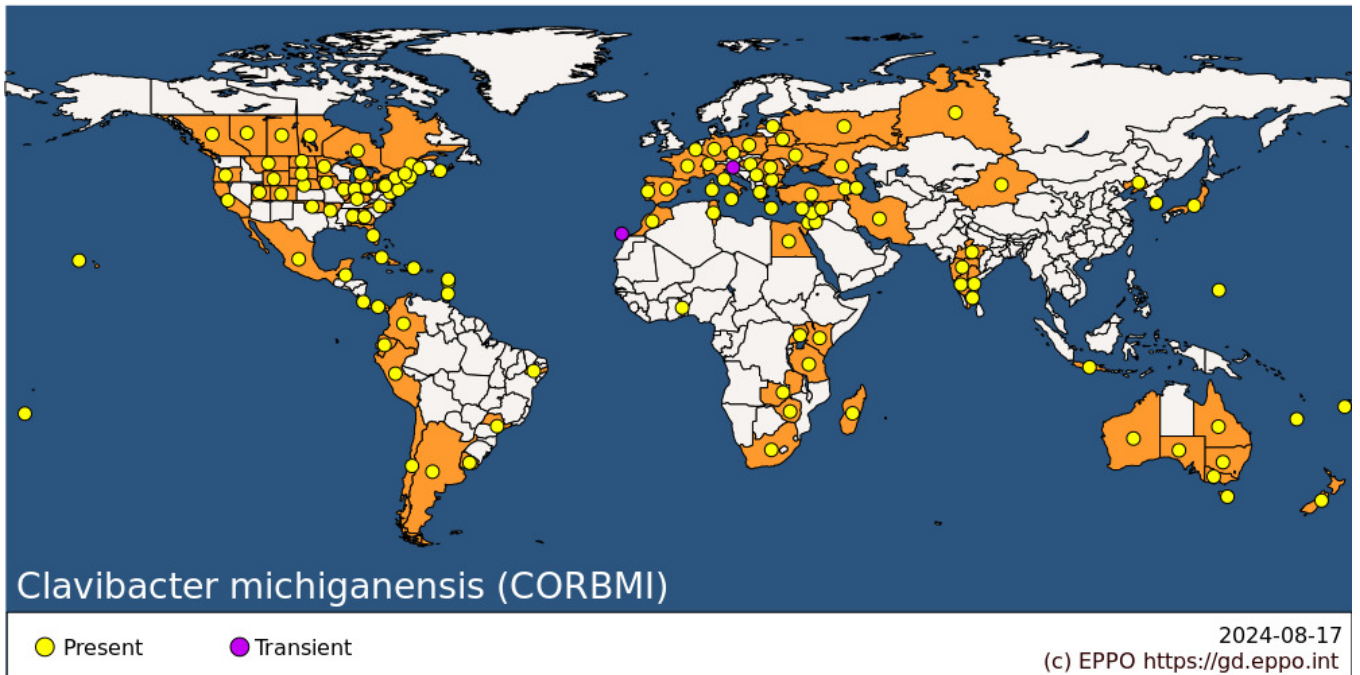 Clavibacter michiganensis (CORBMI)
Present
Transient
2024-08-17
(c) EPPO https://gd.eppo.int